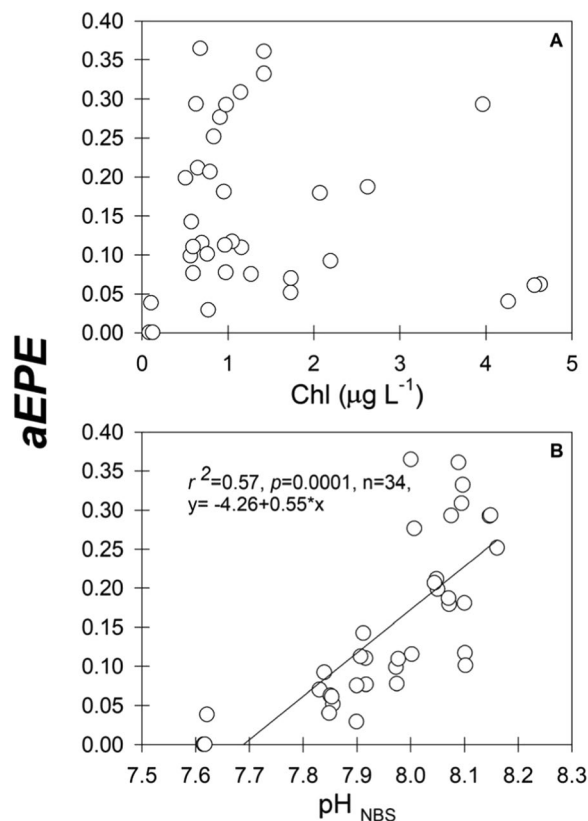 A
0.40
0.35
0.30
0.25
0.20
0.15
0.10
0.05
0.00
0 1 2 3 4 5
Chl (μg L⁻¹)
aEPE
B
0.40
0.35
0.30
0.25
0.20
0.15
0.10
0.05
0.00
r ²=0.57, p=0.0001, n=34,
y= -4.26+0.55*x
7.5 7.6 7.7 7.8 7.9 8.0 8.1 8.2 8.3
pH NBS